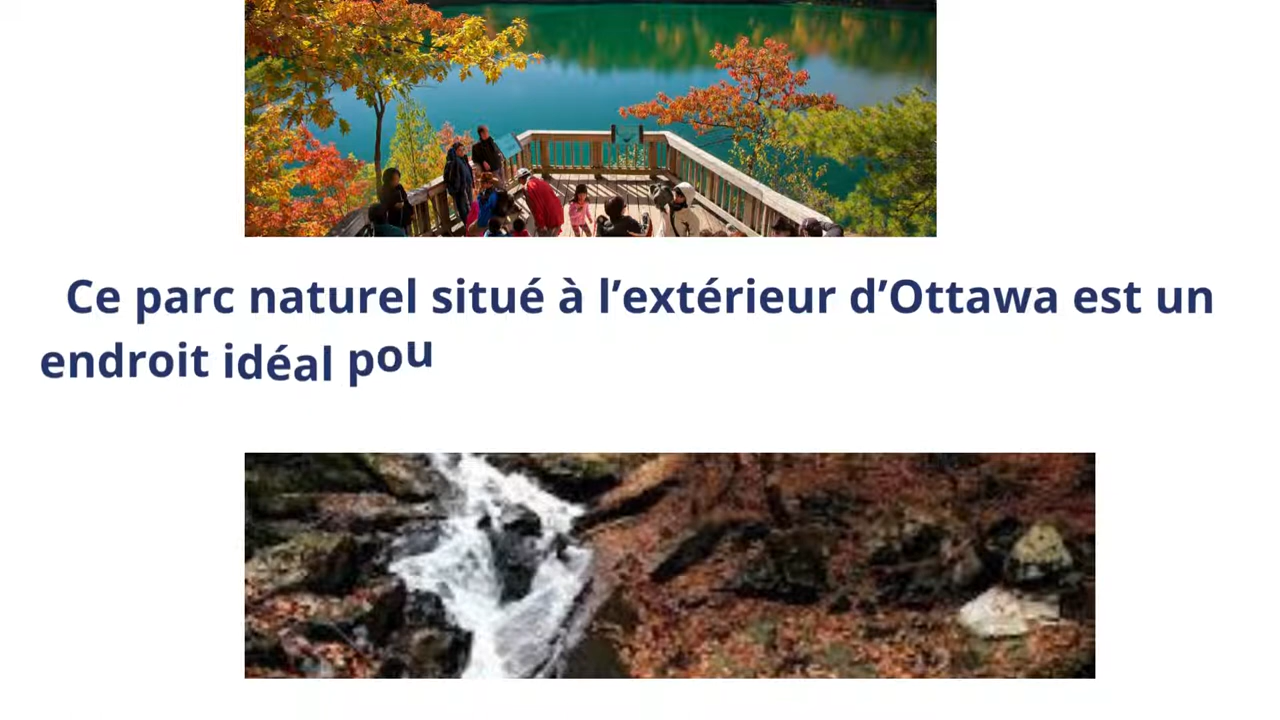 Ce parc naturel situé à l’extérieur d’Ottawa est un
endroit idéal pou